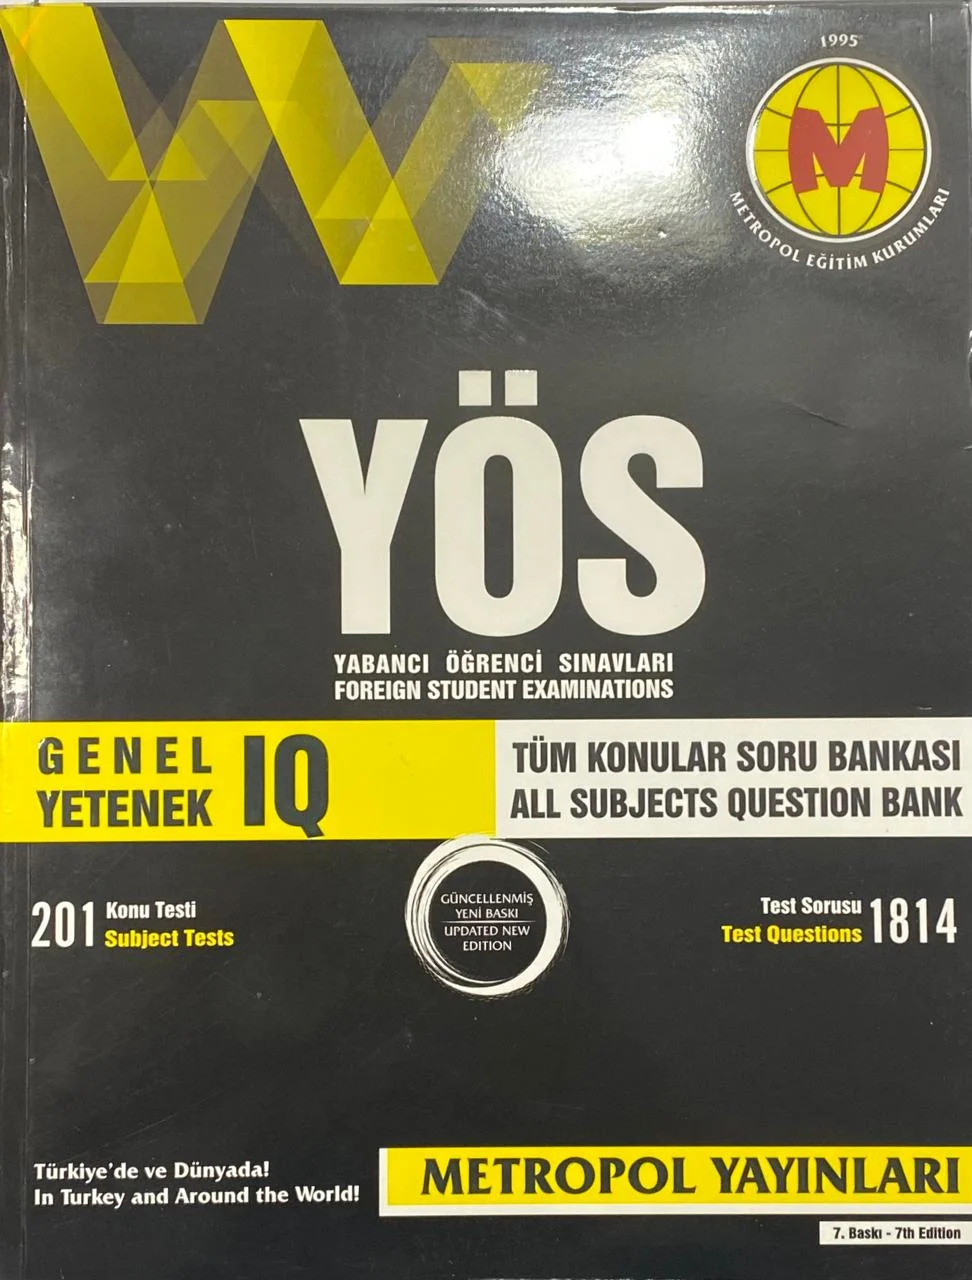 1995
M
METROPOL EĞİTİM KURUMLARI
YÖS
YABANCI ÖĞRENCİ SINAVLARI
FOREIGN STUDENT EXAMINATIONS
GENEL
YETENEK
IQ
TÜM KONULAR SORU BANKASI
ALL SUBJECTS QUESTION BANK
201
Konu Testi
Subject Tests
GÜNCELLENMİŞ
YENİ BASKI
UPDATED NEW
EDITION
Test Sorusu
Test Questions
1814
Türkiye'de ve Dünyada!
In Turkey and Around the World!
METROPOL YAYINLARI
7. Baskı - 7th Edition